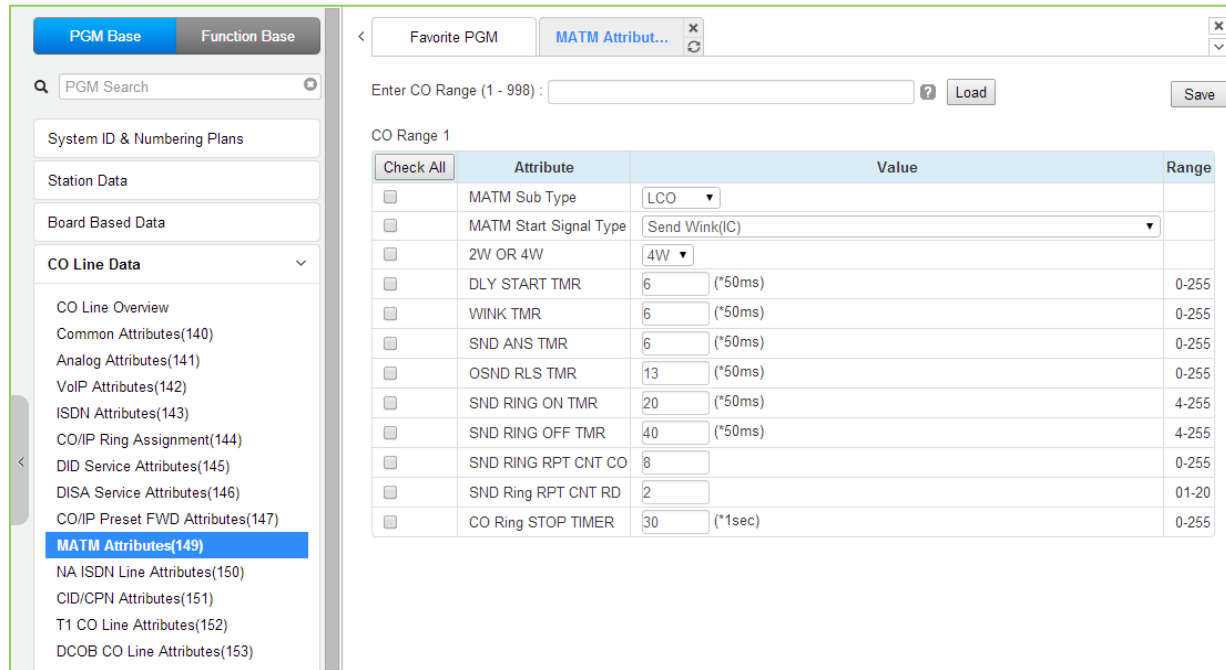 PGM Base Function Base
PGM Search
System ID & Numbering Plans
Station Data
Board Based Data
CO Line Data
CO Line Overview
Common Attributes(140)
Analog Attributes(141)
VoIP Attributes(142)
ISDN Attributes(143)
CO/IP Ring Assignment(144)
DID Service Attributes(145)
DISA Service Attributes(146)
CO/IP Preset FWD Attributes(147)
MATM Attributes(149)
NA ISDN Line Attributes(150)
CID/CPN Attributes(151)
T1 CO Line Attributes(152)
DCOB CO Line Attributes(153)
Favorite PGM MATM Attribut...
Enter CO Range (1 - 998) : Load Save
CO Range 1
Check All Attribute Value Range
MATM Sub Type LCO
MATM Start Signal Type Send Wink(IC)
2W OR 4W 4W
DLY START TMR 6 (*50ms) 0-255
WINK TMR 6 (*50ms) 0-255
SND ANS TMR 6 (*50ms) 0-255
OSND RLS TMR 13 (*50ms) 0-255
SND RING ON TMR 20 (*50ms) 4-255
SND RING OFF TMR 40 (*50ms) 4-255
SND RING RPT CNT CO 8 0-255
SND Ring RPT CNT RD 2 01-20
CO Ring STOP TIMER 30 (*1sec) 0-255